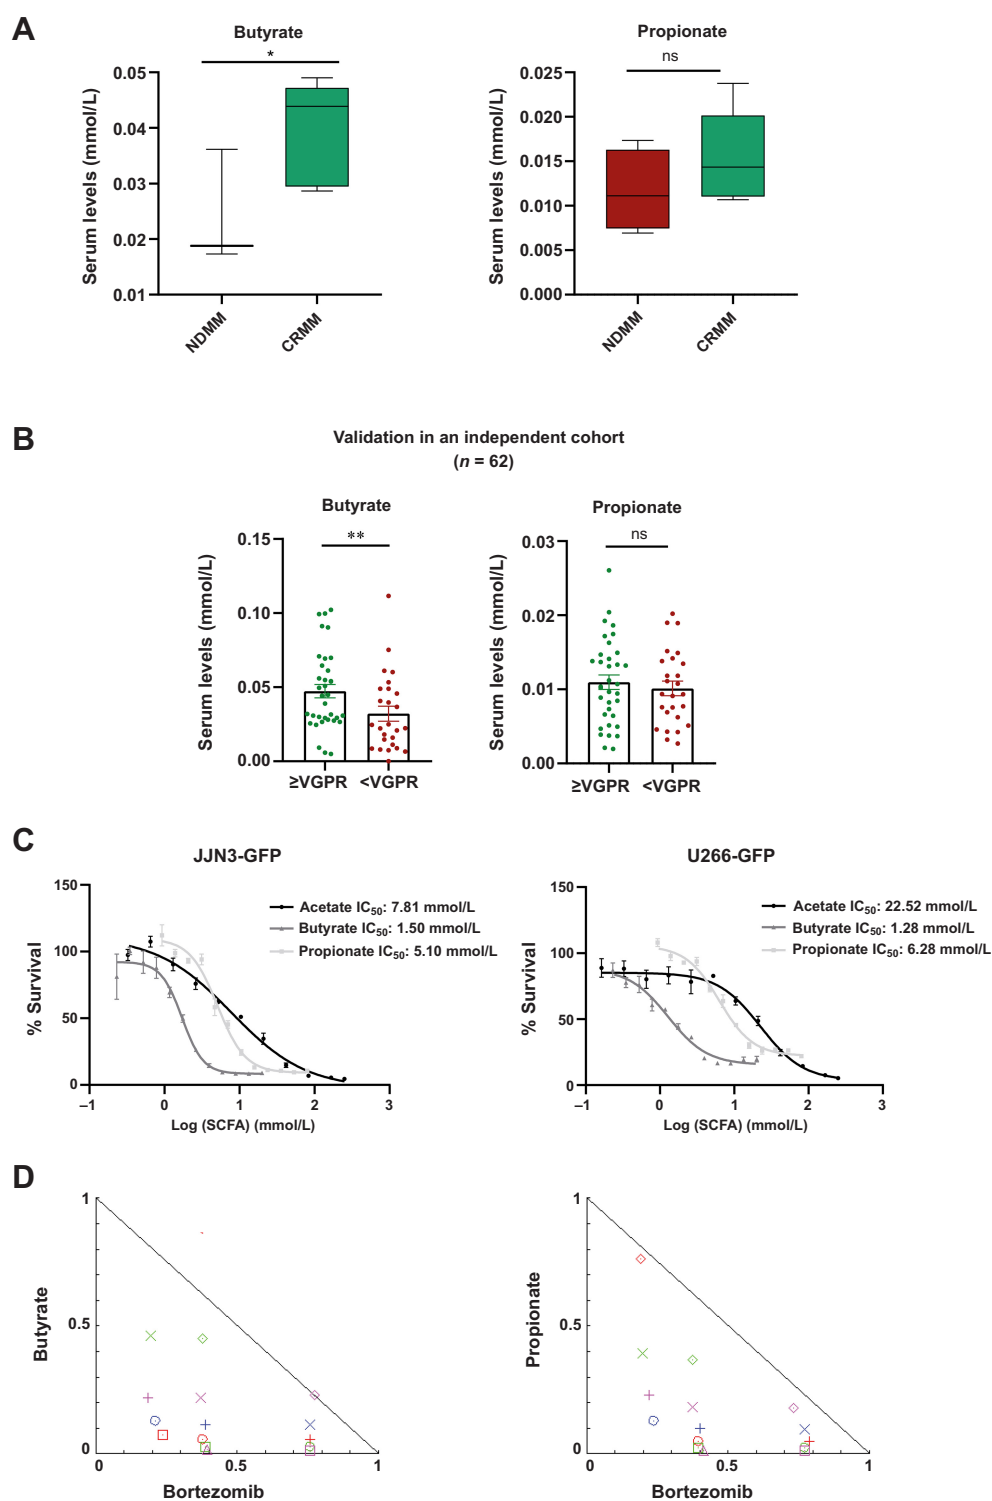 A
Butyrate
*
Serum levels (mmol/L)
0.05
0.04
0.03
0.02
0.01
NDMM
CRMM
Propionate
ns
Serum levels (mmol/L)
0.025
0.020
0.015
0.010
0.005
0.000
NDMM
CRMM
B
Validation in an independent cohort
(n = 62)
Butyrate
**
Serum levels (mmol/L)
0.15
0.10
0.05
0.00
≥VGPR
<VGPR
Propionate
ns
Serum levels (mmol/L)
0.03
0.02
0.01
0.00
≥VGPR
<VGPR
C
JJN3-GFP
% Survival
150
100
50
0
Acetate IC50: 7.81 mmol/L
Butyrate IC50: 1.50 mmol/L
Propionate IC50: 5.10 mmol/L
–1
0
1
2
3
Log (SCFA) (mmol/L)
U266-GFP
% Survival
150
100
50
0
Acetate IC50: 22.52 mmol/L
Butyrate IC50: 1.28 mmol/L
Propionate IC50: 6.28 mmol/L
–1
0
1
2
3
Log (SCFA) (mmol/L)
D
Butyrate
1
0.5
0
0
0.5
1
Bortezomib
Propionate
1
0.5
0
0
0.5
1
Bortezomib